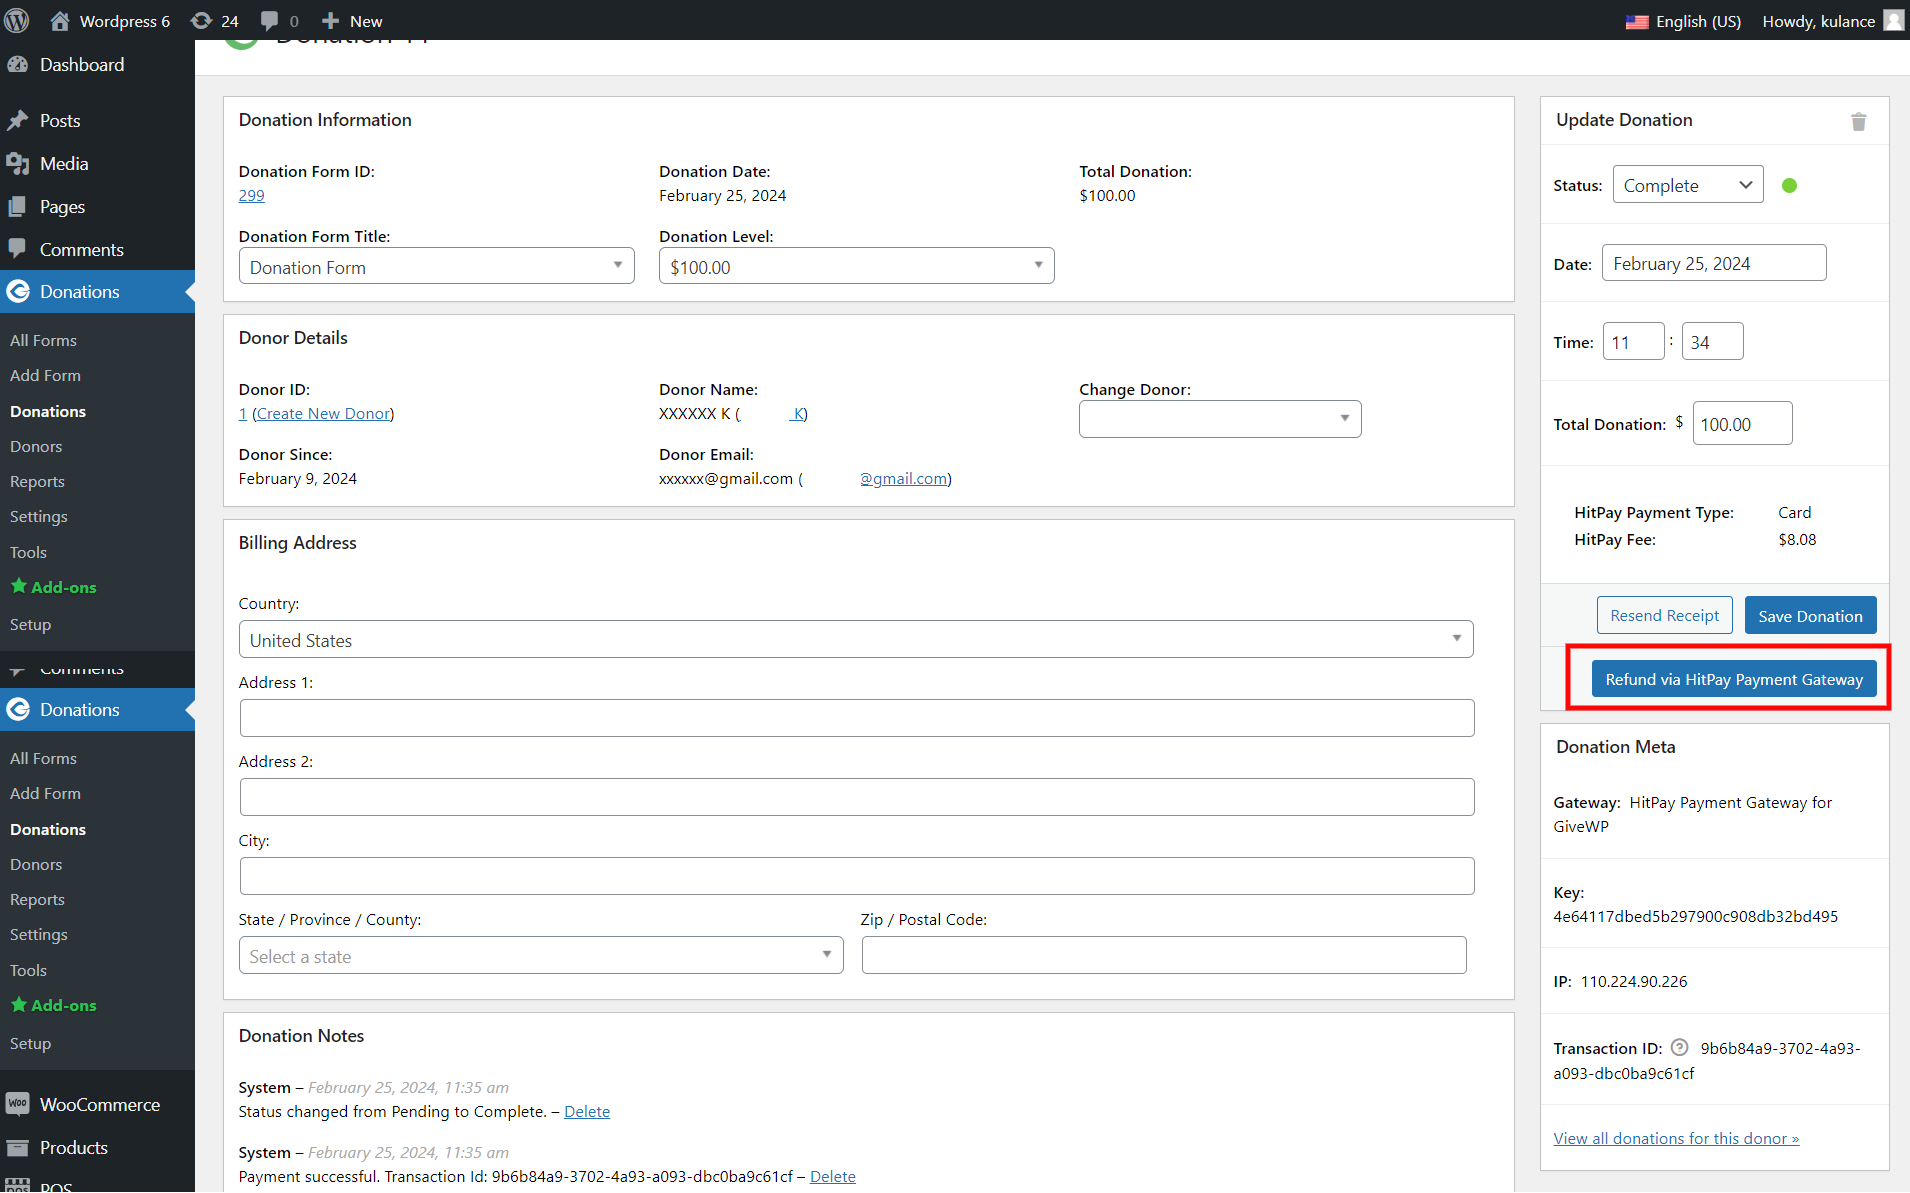 Wordpress 6 24 0 New English (US) Howdy, kulance
Dashboard
Posts
Media
Pages
Comments
Donations
All Forms
Add Form
Donations
Donors
Reports
Settings
Tools
Add-ons
Setup
Comments
Donations
All Forms
Add Form
Donations
Donors
Reports
Settings
Tools
Add-ons
Setup
WOO WooCommerce
Products
POS
Donation Information
Donation Form ID:
299
Donation Date:
February 25, 2024
Total Donation:
$100.00
Donation Form Title:
Donation Form
Donation Level:
$100.00
Donor Details
Donor ID:
1 (Create New Donor)
Donor Name:
XXXXXX K ( K)
Change Donor:
Donor Since:
February 9, 2024
Donor Email:
xxxxxx@gmail.com ( @gmail.com)
Billing Address
Country:
United States
Address 1:
Address 2:
City:
State / Province / County:
Select a state
Zip / Postal Code:
Donation Notes
System – February 25, 2024, 11:35 am
Status changed from Pending to Complete. – Delete
System – February 25, 2024, 11:35 am
Payment successful. Transaction Id: 9b6b84a9-3702-4a93-a093-dbc0ba9c61cf – Delete
Update Donation
Status: Complete
Date: February 25, 2024
Time: 11 : 34
Total Donation: $ 100.00
HitPay Payment Type: Card
HitPay Fee: $8.08
Resend Receipt Save Donation
Refund via HitPay Payment Gateway
Donation Meta
Gateway: HitPay Payment Gateway for
GiveWP
Key:
4e64117dbed5b297900c908db32bd495
IP: 110.224.90.226
Transaction ID: ? 9b6b84a9-3702-4a93-
a093-dbc0ba9c61cf
View all donations for this donor »